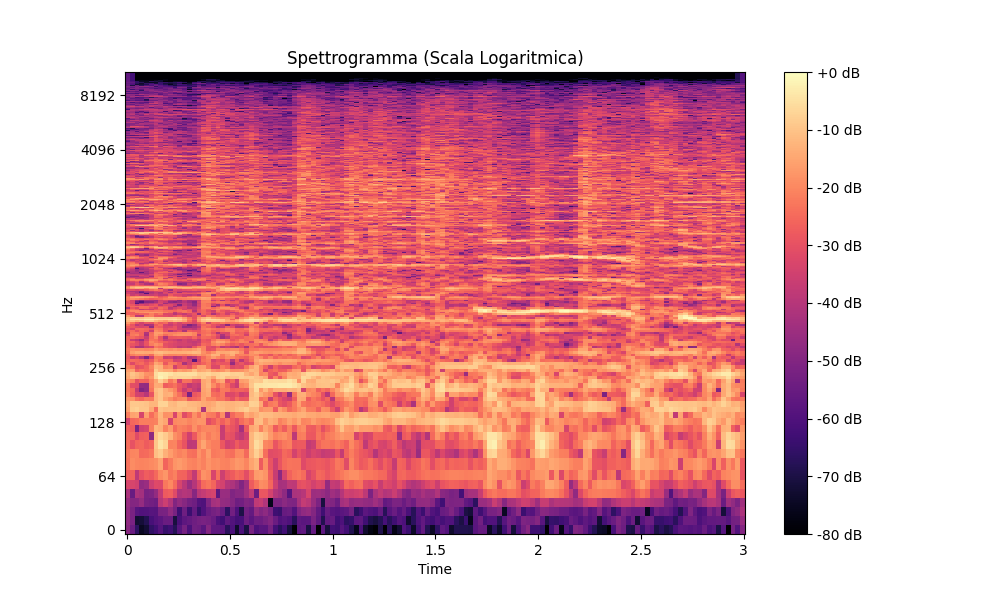 Spettrogramma (Scala Logaritmica)
8192
4096
2048
1024
512
256
128
64
0
Hz
0
0.5
1
1.5
2
2.5
3
Time
+0 dB
-10 dB
-20 dB
-30 dB
-40 dB
-50 dB
-60 dB
-70 dB
-80 dB